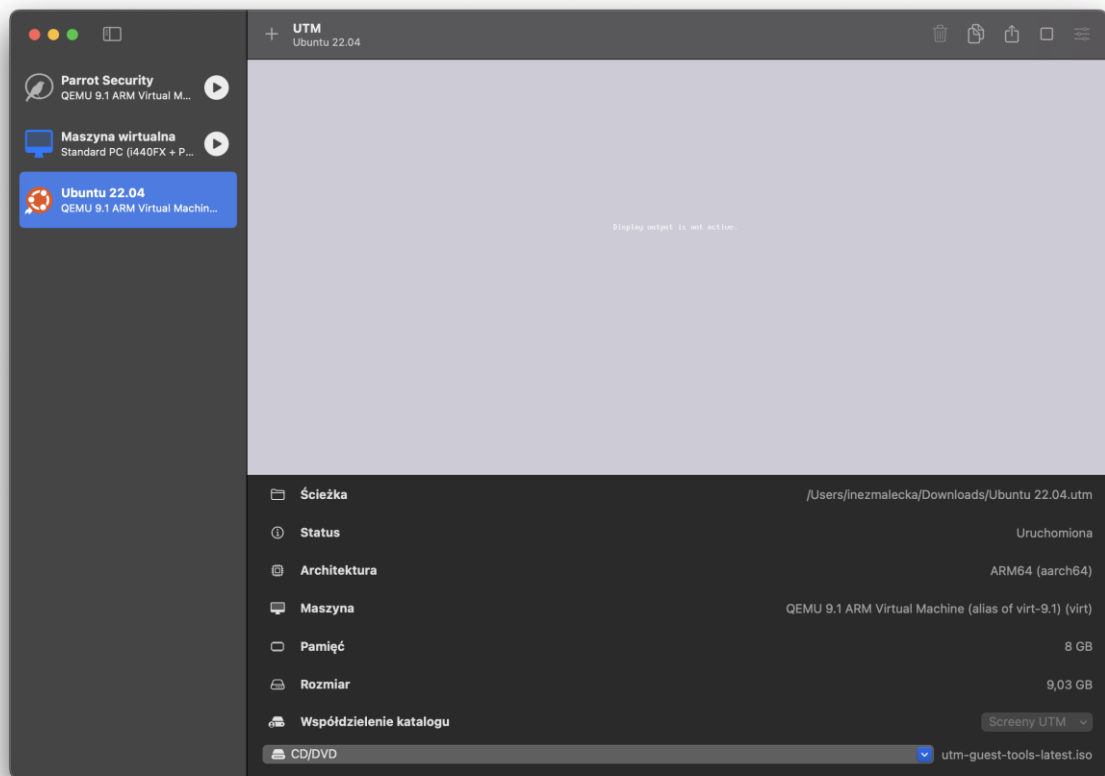 UTM
Ubuntu 22.04
Parrot Security
QEMU 9.1 ARM Virtual M...
Maszyna wirtualna
Standard PC (i440FX + P...
Ubuntu 22.04
QEMU 9.1 ARM Virtual Machin...
Display output is not active.
Ścieżka /Users/inezmalecka/Downloads/Ubuntu 22.04.utm
Status Uruchomiona
Architektura ARM64 (aarch64)
Maszyna QEMU 9.1 ARM Virtual Machine (alias of virt-9.1) (virt)
Pamięć 8 GB
Rozmiar 9,03 GB
Współdzielenie katalogu Screeny UTM
CD/DVD utm-guest-tools-latest.iso